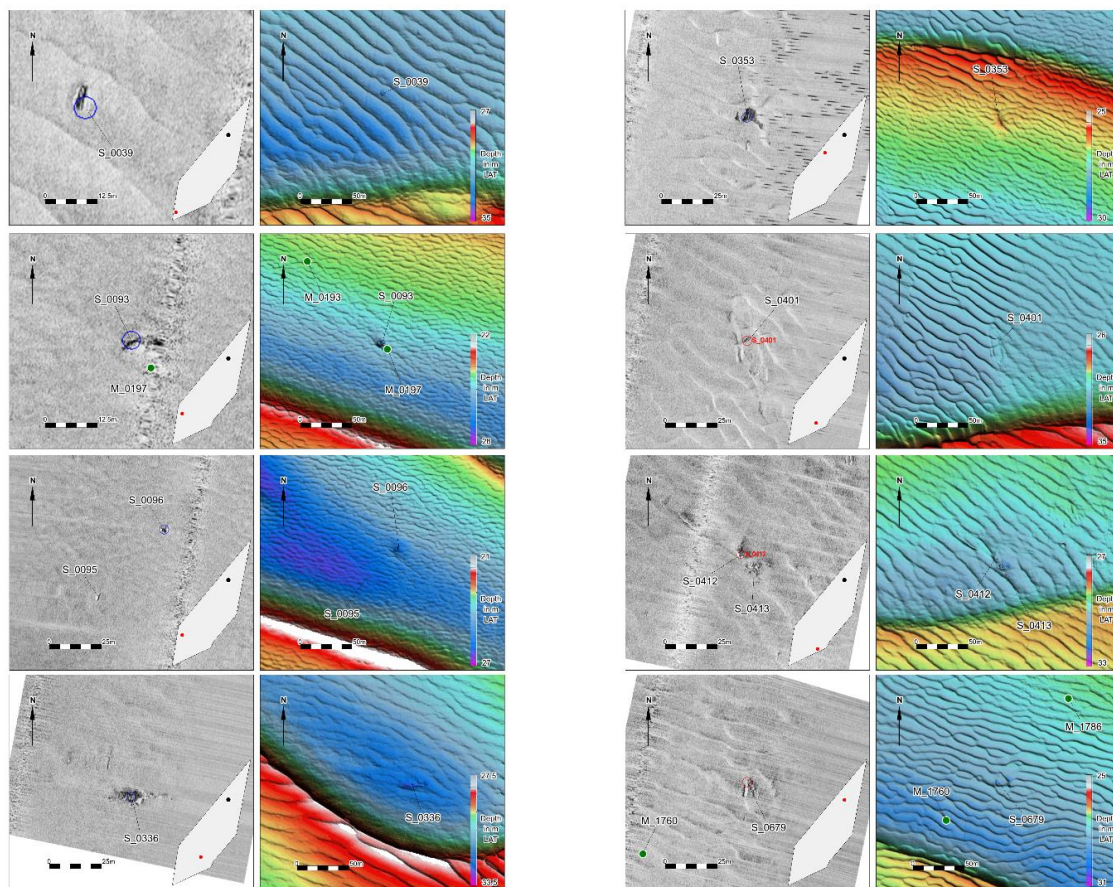 N
S_0039
0 12.5m
N
S_0039
27
Depth
in m
LAT
35
0 50m
N
S_0353
0 25m
N
S_0353
25
Depth
in m
LAT
30
0 50m
N
S_0093
M_0197
0 12.5m
N
M_0193
S_0093
M_0197
22
Depth
in m
LAT
28
0 50m
N
S_0401
S_0401
0 25m
N
S_0401
26
Depth
in m
LAT
35
0 50m
N
S_0096
S_0095
0 25m
N
S_0096
S_0095
Depth
in m
LAT
27
0 50m
N
S_0412
S_0413
0 25m
N
S_0412
S_0413
27
Depth
in m
LAT
33
0 50m
N
S_0336
0 25m
N
S_0336
27.5
Depth
in m
LAT
33.5
0 50m
N
M_1760
S_0679
0 25m
N
M_1786
M_1760
S_0679
25
Depth
in m
LAT
31
0 50m